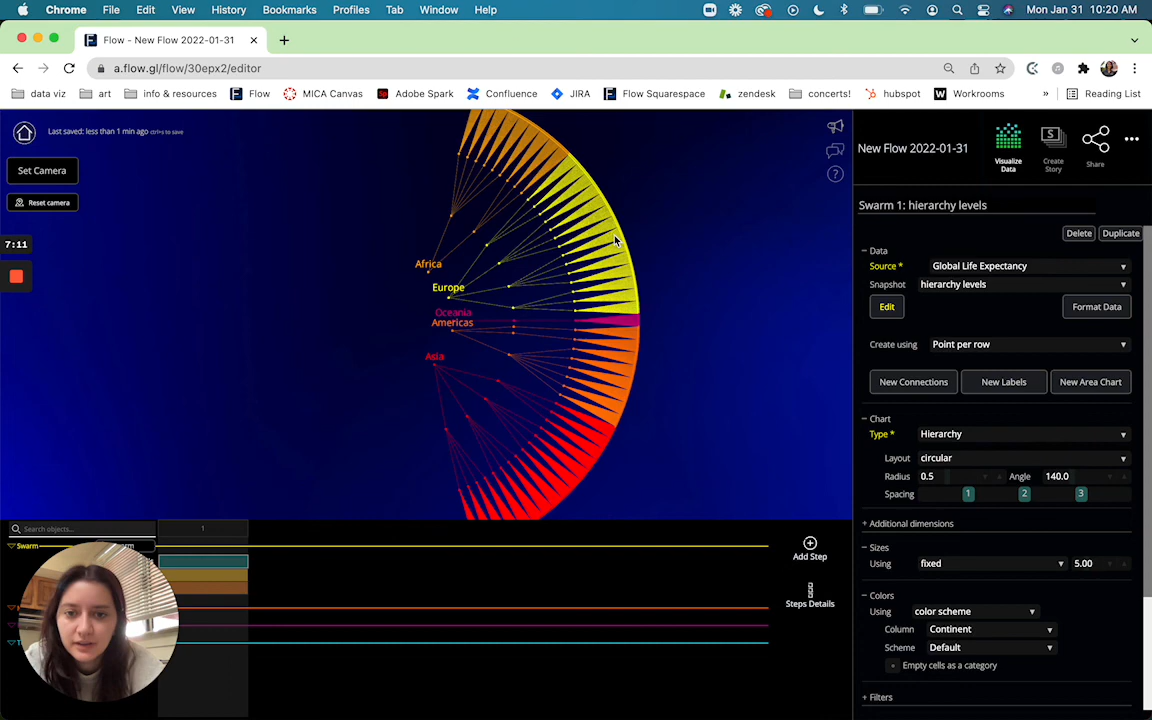 Chrome File Edit View History Bookmarks Profiles Tab Window Help Mon Jan 31 10:20 AM
Flow - New Flow 2022-01-31
a.flow.gl/flow/30epx2/editor
data viz art info & resources Flow MICA Canvas Adobe Spark Confluence JIRA Flow Squarespace zendesk concerts! hubspot Workrooms » Reading List
Last saved: less than 1 min ago ctrl+s to save
Set Camera
Reset camera
7:11
Africa
Europe
Oceania
Americas
Asia
New Flow 2022-01-31
Visualize Data
Create Story
Share
Swarm 1: hierarchy levels
Delete Duplicate
Data
Source * Global Life Expectancy
Snapshot hierarchy levels
Edit Format Data
Create using Point per row
New Connections New Labels New Area Chart
Chart
Type * Hierarchy
Layout circular
Radius 0.5 Angle 140.0
Spacing 1 2 3
+ Additional dimensions
Sizes
Using fixed 5.00
Colors
Using color scheme
Column Continent
Scheme Default
Empty cells as a category
+ Filters
Search objects...
1
Swarm
Add Step
Steps Details